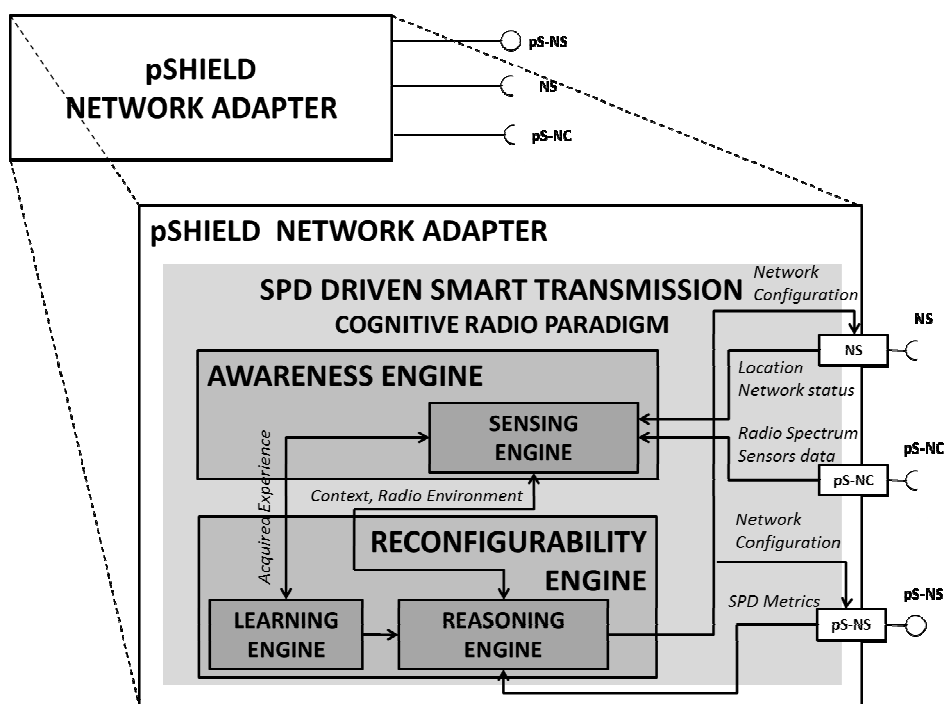 pSHIELD
NETWORK ADAPTER
pS-NS
NS
pS-NC
pSHIELD NETWORK ADAPTER
SPD DRIVEN SMART TRANSMISSION
COGNITIVE RADIO PARADIGM
Network
Configuration
NS
NS
AWARENESS ENGINE
Location
Network status
SENSING
ENGINE
Radio Spectrum
Sensors data
pS-NC
pS-NC
Acquired Experience
Context, Radio Environment
Network
Configuration
RECONFIGURABILITY
ENGINE
LEARNING
ENGINE
REASONING
ENGINE
SPD Metrics
pS-NS
pS-NS